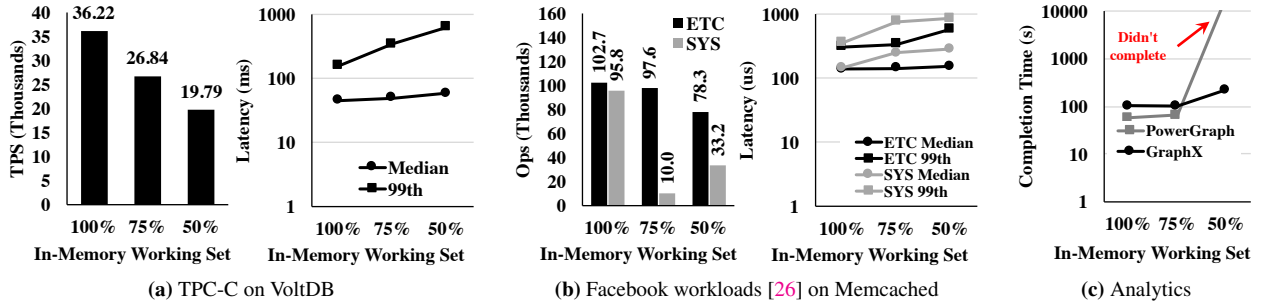 TPS (Thousands)
40
35
30
25
20
15
10
5
0
36.22
26.84
19.79
100% 75% 50%
In-Memory Working Set
Latency (ms)
1000
100
10
1
Median
99th
100% 75% 50%
In-Memory Working Set
(a) TPC-C on VoltDB
Ops (Thousands)
160
140
120
100
80
60
40
20
0
ETC
SYS
102.7
95.8
97.6
10.0
78.3
33.2
100% 75% 50%
In-Memory Working Set
Latency (us)
1000
100
10
1
ETC Median
ETC 99th
SYS Median
SYS 99th
100% 75% 50%
In-Memory Working Set
(b) Facebook workloads [26] on Memcached
Completion Time (s)
10000
1000
100
10
1
Didn't
complete
PowerGraph
GraphX
100% 75% 50%
In-Memory Working Set
(c) Analytics